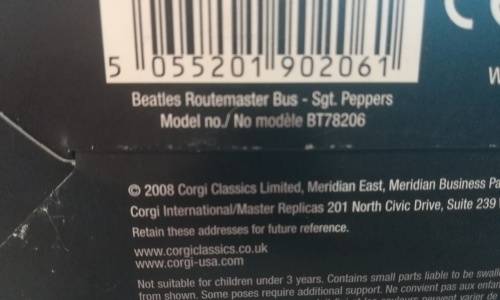 5 055201 902061
W
Beatles Routemaster Bus - Sgt. Peppers
Model no./ No modèle BT78206
© 2008 Corgi Classics Limited, Meridian East, Meridian Business Pa
Corgi International/Master Replicas 201 North Civic Drive, Suite 239
Retain these addresses for future reference.
www.corgiclassics.co.uk
www.corgi-usa.com
Not suitable for children under 3 years. Contains small parts liable to be swall
from shown. Some poses require additional support. Ne convient pas aux enfan